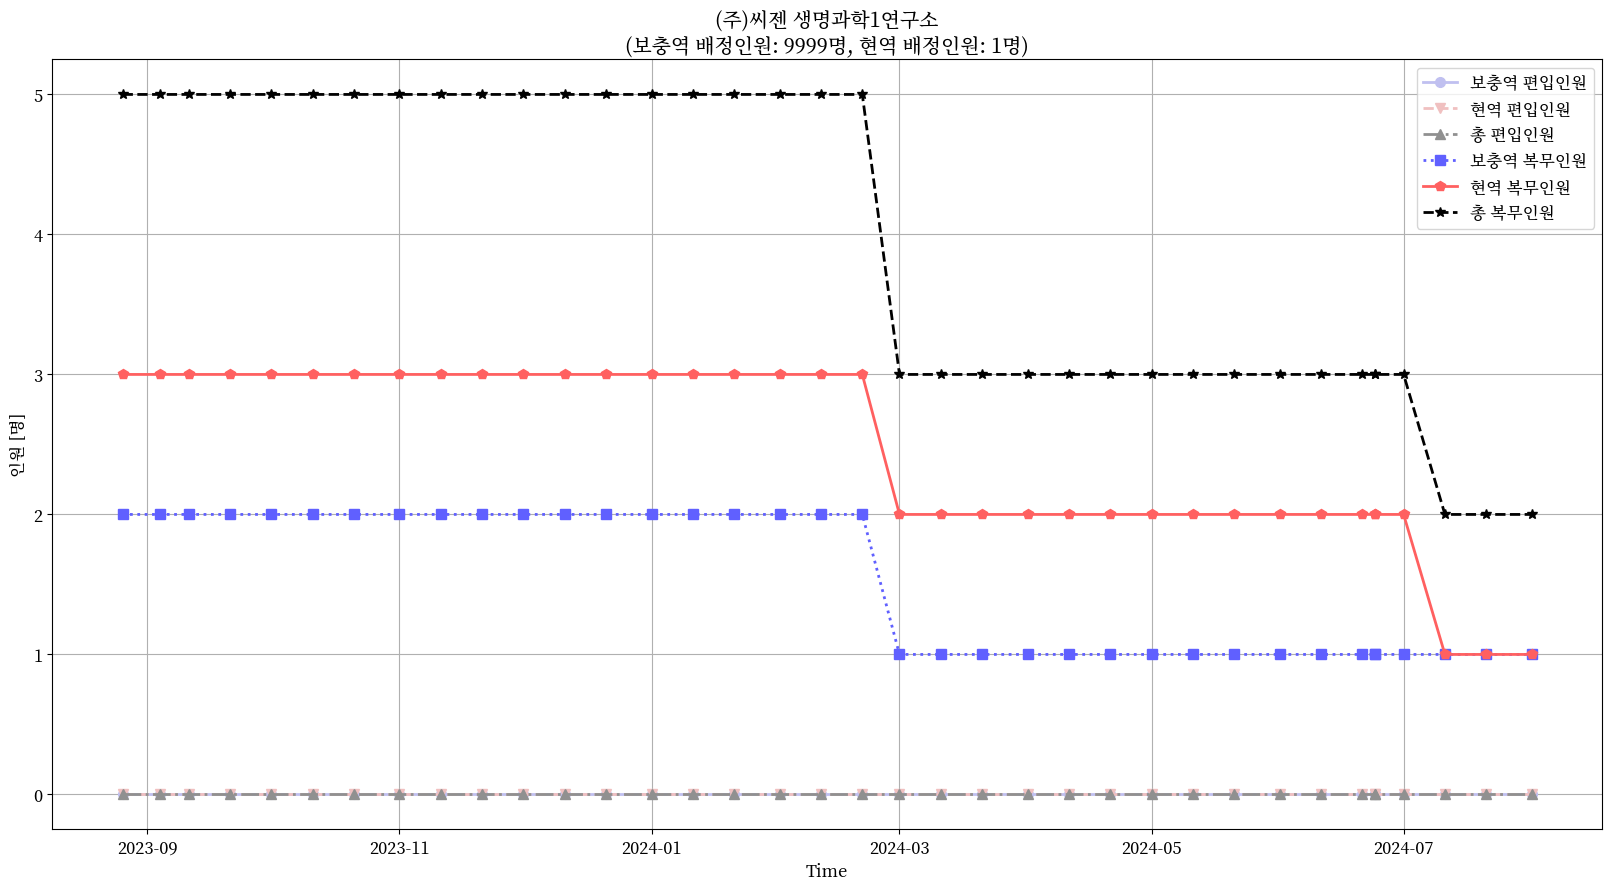 (주)씨젠 생명과학1연구소
(보충역 배정인원: 9999명, 현역 배정인원: 1명)
보충역 편입인원
현역 편입인원
총 편입인원
보충역 복무인원
현역 복무인원
총 복무인원
인원 [명]
5
4
3
2
1
0
2023-09
2023-11
2024-01
2024-03
2024-05
2024-07
Time